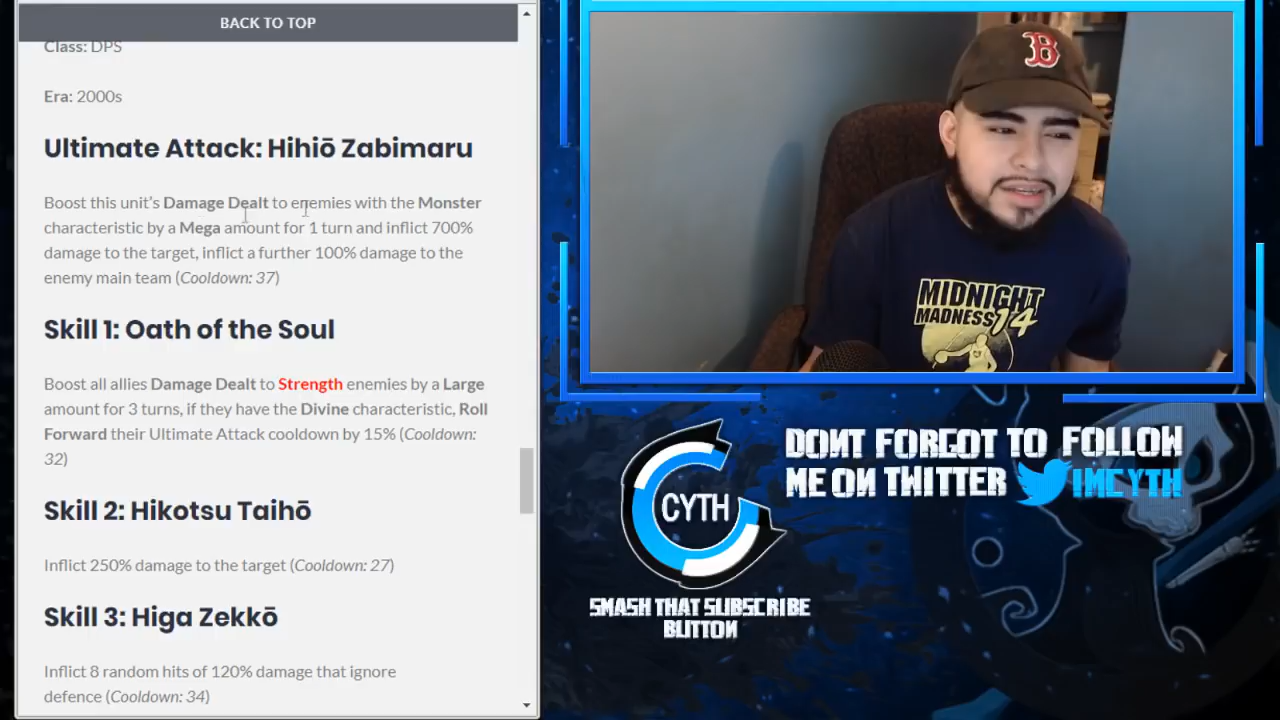 BACK TO TOP
Class: DPS
Era: 2000s
Ultimate Attack: Hihiō Zabimaru
Boost this unit's Damage Dealt to enemies with the Monster
characteristic by a Mega amount for 1 turn and inflict 700%
damage to the target, inflict a further 100% damage to the
enemy main team (Cooldown: 37)
Skill 1: Oath of the Soul
Boost all allies Damage Dealt to Strength enemies by a Large
amount for 3 turns, if they have the Divine characteristic, Roll
Forward their Ultimate Attack cooldown by 15% (Cooldown:
32)
Skill 2: Hikotsu Taihō
Inflict 250% damage to the target (Cooldown: 27)
Skill 3: Higa Zekkō
Inflict 8 random hits of 120% damage that ignore
defence (Cooldown: 34)
B
MIDNIGHT
MADNESS 14
CYTH
SMASH THAT SUBSCRIBE
BUTTON
DONT FORGOT TO FOLLOW
ME ON TWITTER IMCYTH